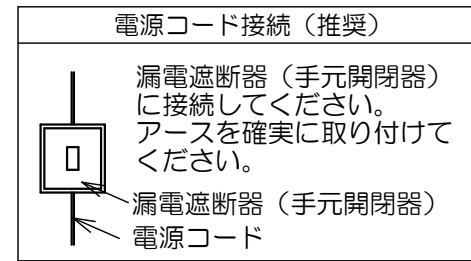 電源コード接続（推奨）
漏電遮断器（手元開閉器）
に接続してください。
アースを確実に取り付けて
ください。
漏電遮断器（手元開閉器）
電源コード